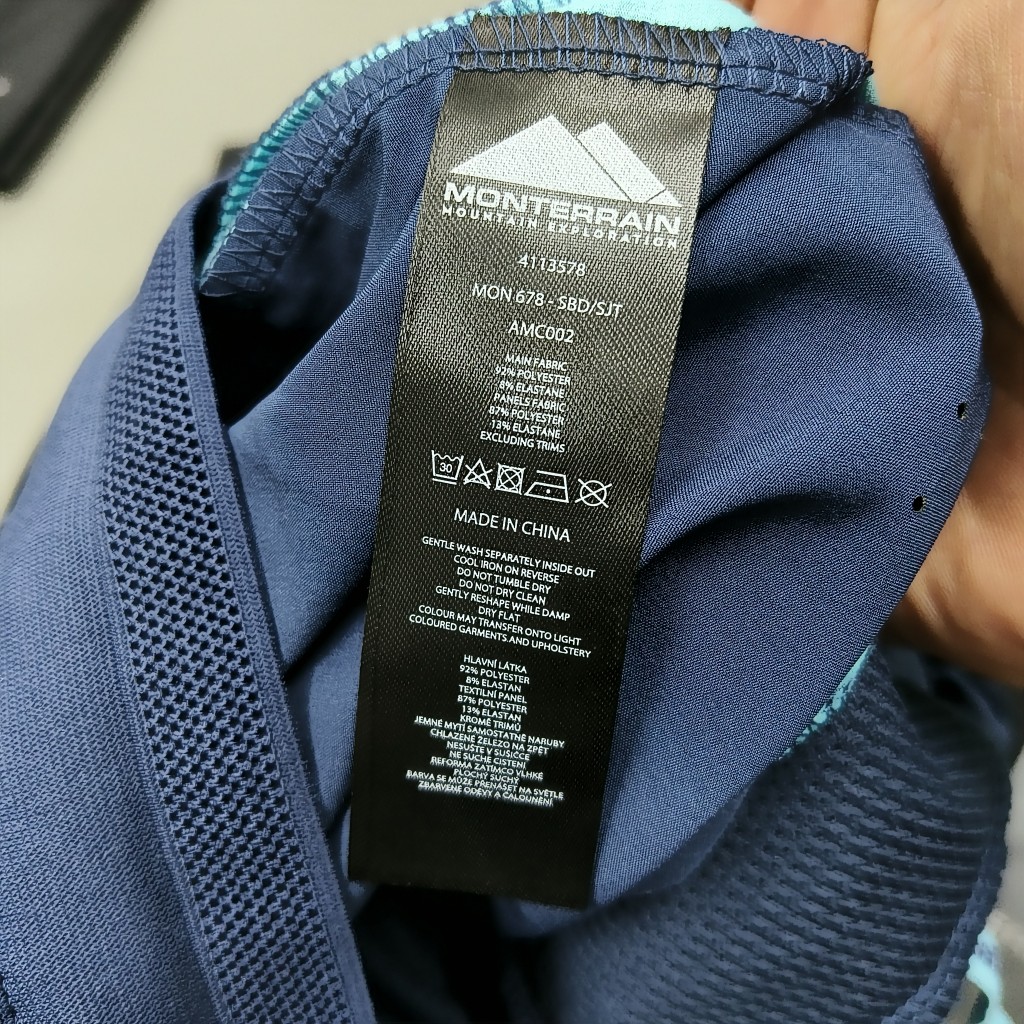 MONTERRAIN
MOUNTAIN EXPLORATION
4113578
MON 678 - SBD/SJT
AMC002
MAIN FABRIC
92% POLYESTER
8% ELASTANE
PANELS FABRIC
87% POLYESTER
13% ELASTANE
EXCLUDING TRIMS
30
MADE IN CHINA
GENTLE WASH SEPARATELY INSIDE OUT
COOL IRON ON REVERSE
DO NOT TUMBLE DRY
DO NOT DRY CLEAN
GENTLY RESHAPE WHILE DAMP
DRY FLAT
COLOUR MAY TRANSFER ONTO LIGHT
COLOURED GARMENTS AND UPHOLSTERY
HLAVNÍ LÁTKA
92% POLYESTER
8% ELASTAN
TEXTILNÍ PANEL
87% POLYESTER
13% ELASTAN
KROMĚ TRIMŮ
JEMNÉ MYTÍ SAMOSTATNĚ NARUBY
CHLAZENÉ ŽELEZO NA ZPĚT
NESUŠTE V SUŠIČCE
NE SUCHÉ ČISTĚNÍ
REFORMA ZATÍMCO VLHKÉ
PLOCHÝ SUCHÝ
BARVA SE MŮŽE PŘENÁŠET NA SVĚTLE
ZBARVENÉ ODĚVY A ČALOUNĚNÍ